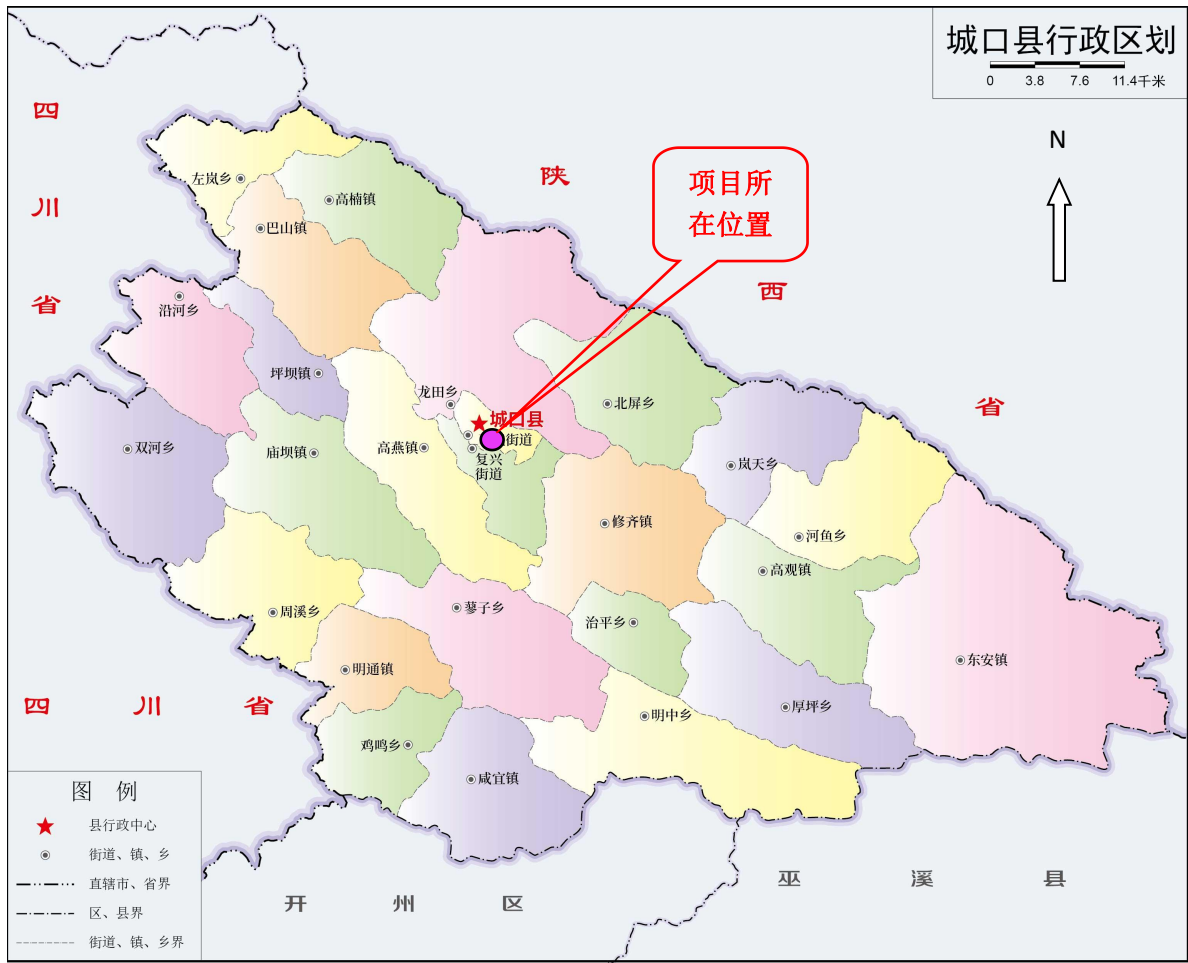 城口县行政区划
0 3.8 7.6 11.4千米
N
四
川
省
陕
西
省
项目所
在位置
左岚乡
高楠镇
巴山镇
沿河乡
坪坝镇
龙田乡
城口县
北屏乡
街道
复兴
街道
双河乡
庙坝镇
高燕镇
岚天乡
修齐镇
河鱼乡
高观镇
周溪乡
蓼子乡
治平乡
东安镇
明通镇
厚坪乡
明中乡
鸡鸣乡
咸宜镇
四川省
开州区
巫溪县
图例
县行政中心
街道、镇、乡
直辖市、省界
区、县界
街道、镇、乡界